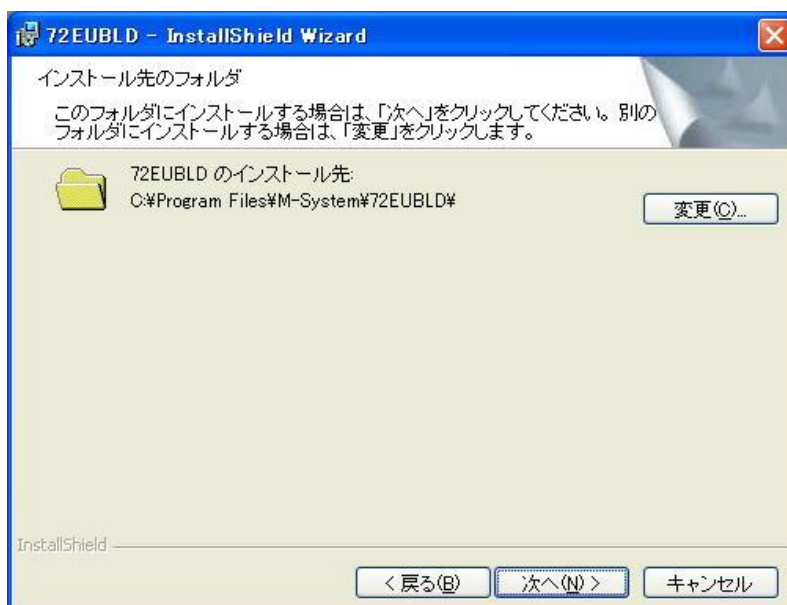 72EUBLD - InstallShield Wizard
インストール先のフォルダ
このフォルダにインストールする場合は、「次へ」をクリックしてください。別の
フォルダにインストールする場合は、「変更」をクリックします。
72EUBLD のインストール先:
C:¥Program Files¥M-System¥72EUBLD¥
変更(C)...
InstallShield
< 戻る(B)
次へ(N) >
キャンセル